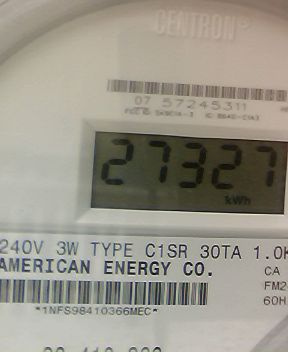 CENTRON®
07 57245311
27327
kWh
240V 3W TYPE C1SR 30TA 1.0K
AMERICAN ENERGY CO.
CA
FM2
60H
*1NFS98410366MEC*